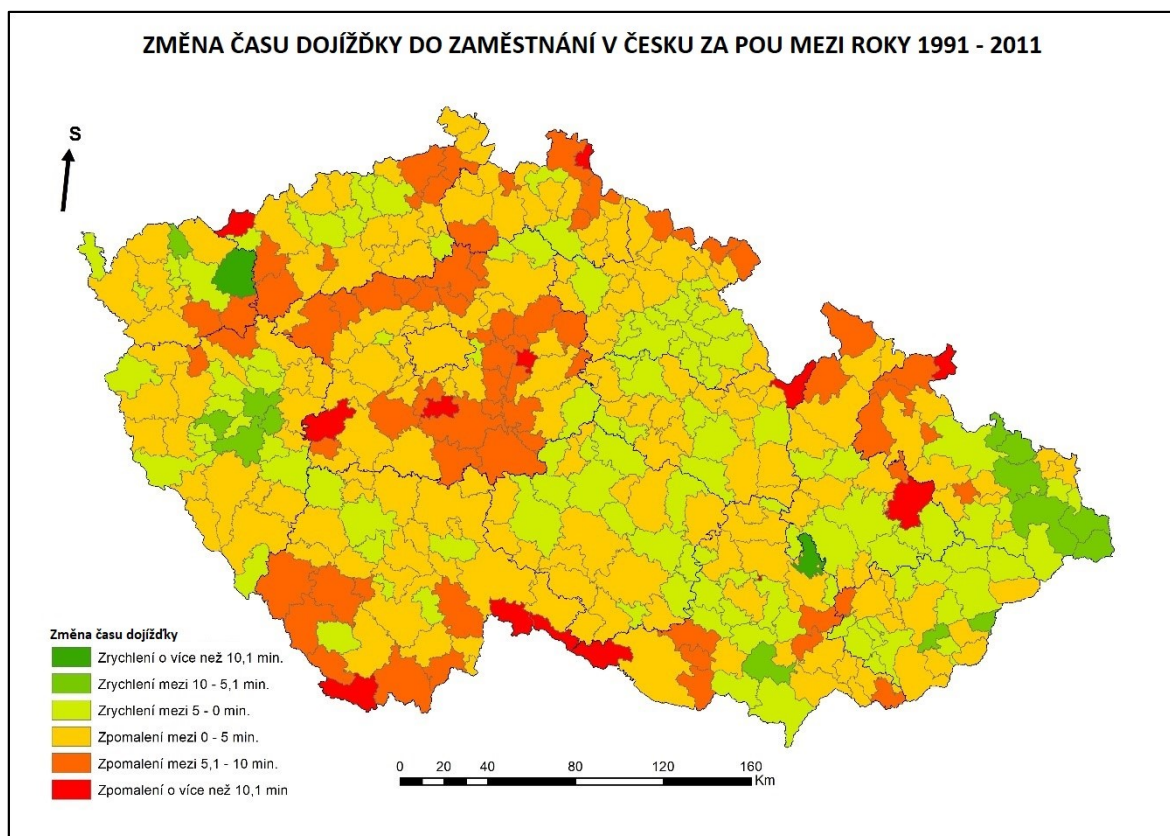 ZMĚNA ČASU DOJÍŽĎKY DO ZAMĚSTNÁNÍ V ČESKU ZA POU MEZI ROKY 1991 - 2011
S
Změna času dojížďky
Zrychlení o více než 10,1 min.
Zrychlení mezi 10 - 5,1 min.
Zrychlení mezi 5 - 0 min.
Zpomalení mezi 0 - 5 min.
Zpomalení mezi 5,1 - 10 min.
Zpomalení o více než 10,1 min
0 20 40 80 120 160
Km